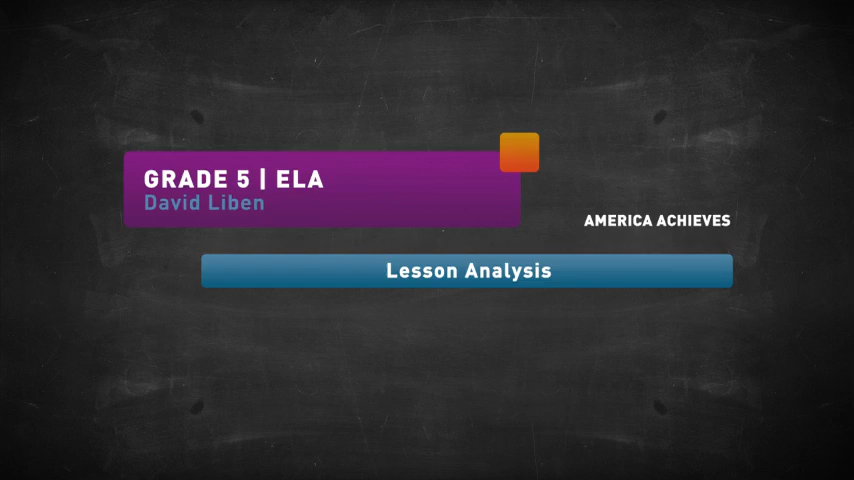 GRADE 5 | ELA
David Liben
AMERICA ACHIEVES
Lesson Analysis